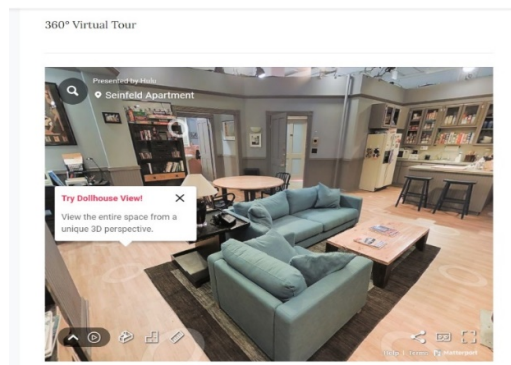 360° Virtual Tour
Presented by Hulu
Seinfeld Apartment
Try Dollhouse View!
View the entire space from a
unique 3D perspective.
matterport